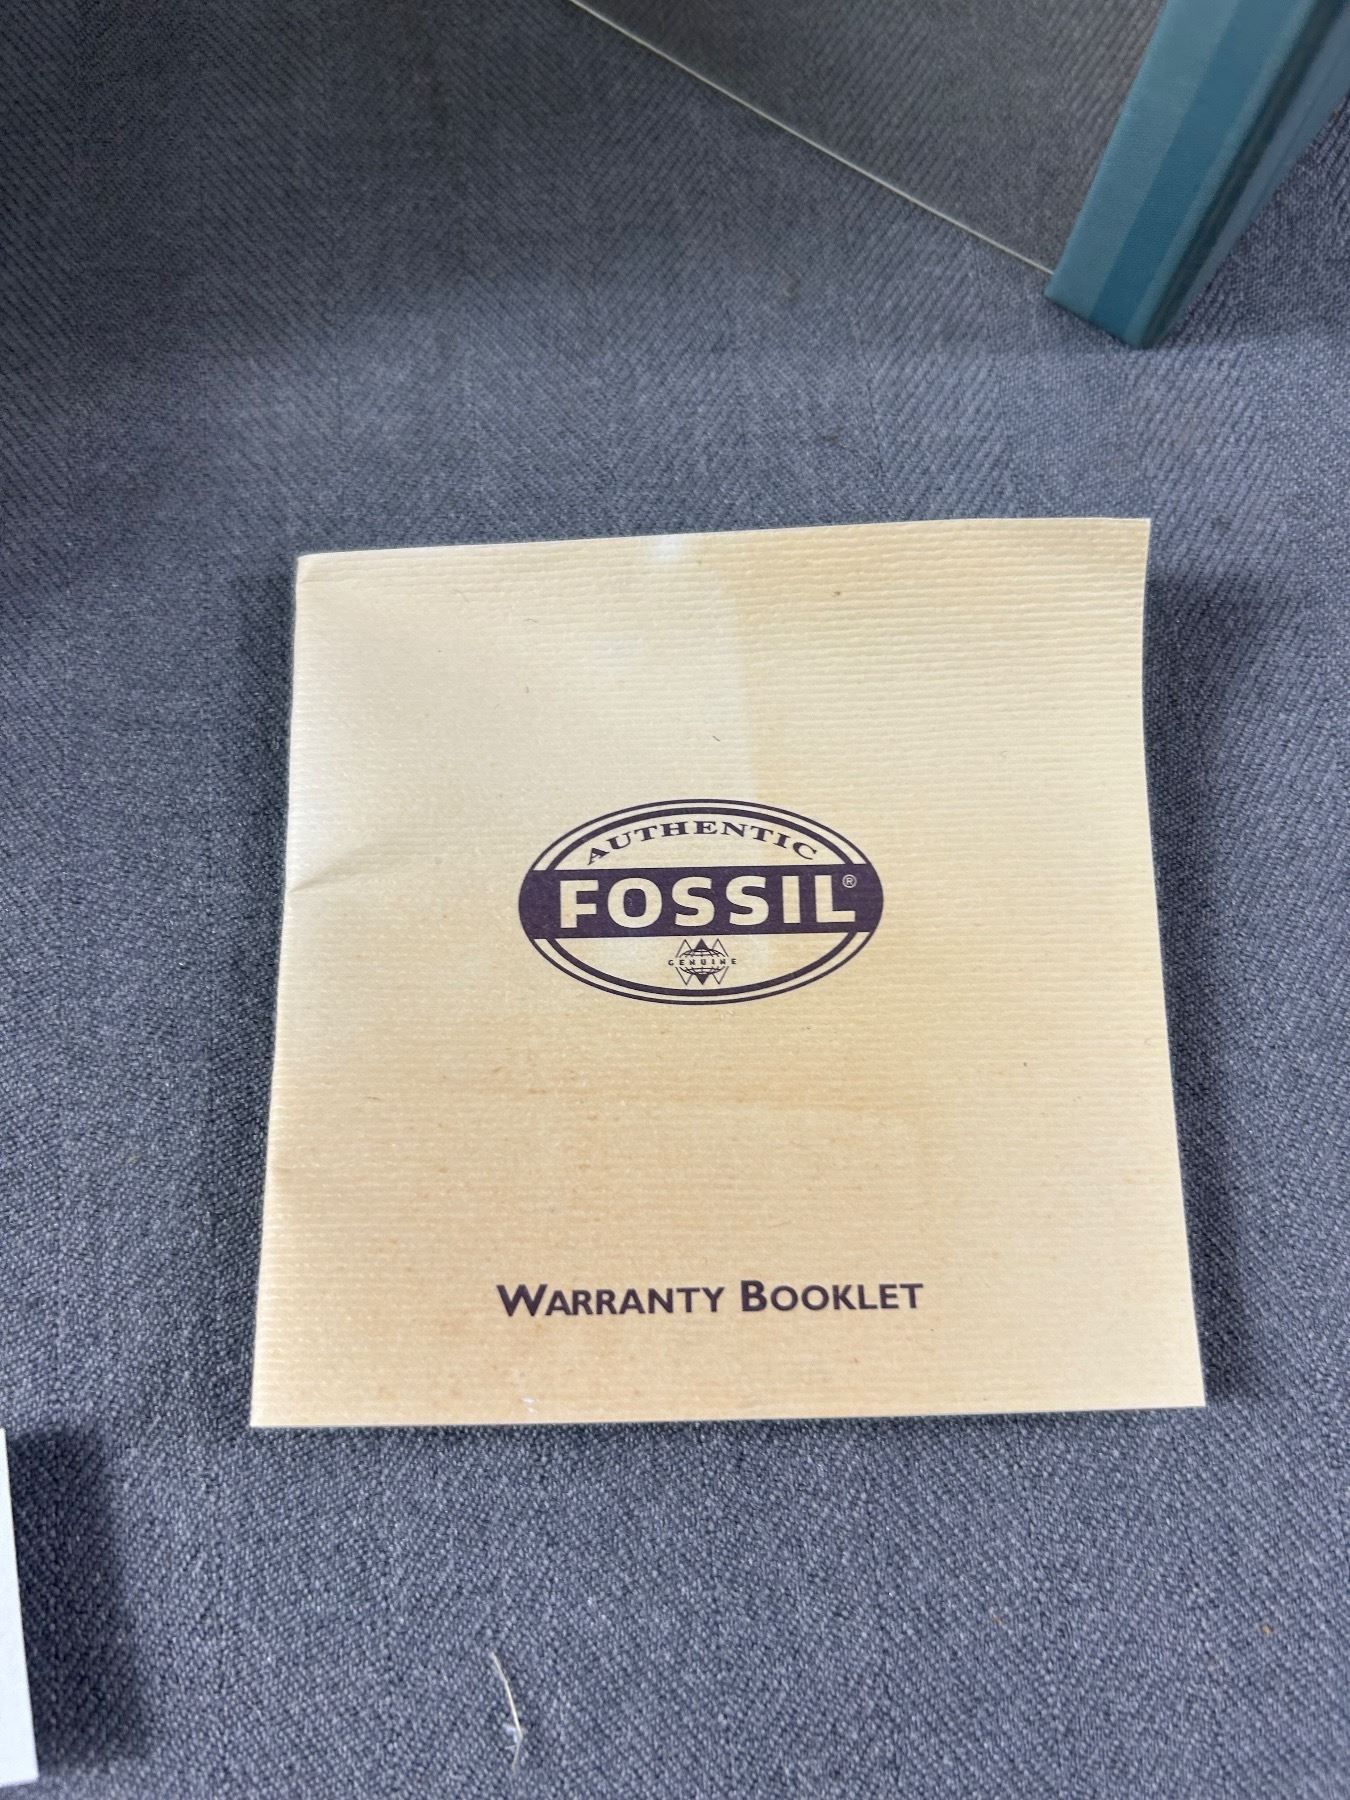 AUTHENTIC
FOSSIL®
GENUINE
WARRANTY BOOKLET